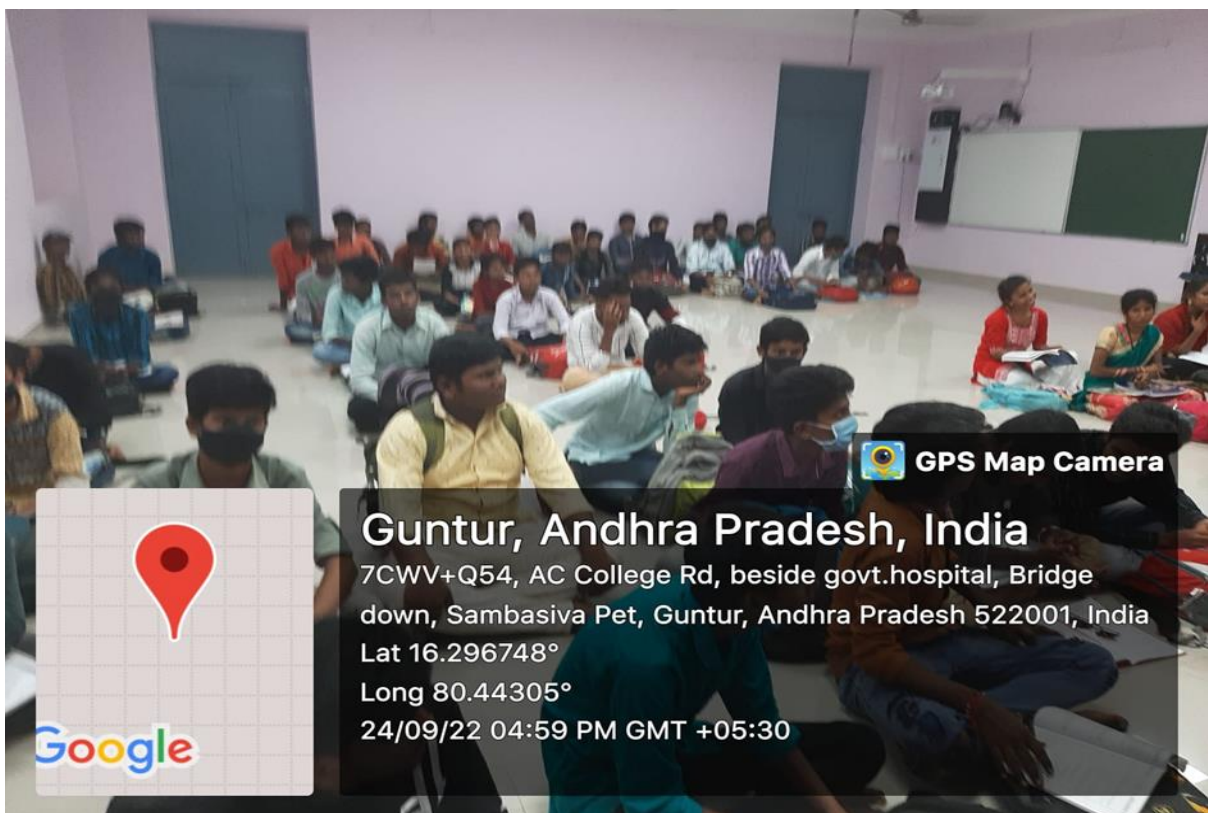 GPS Map Camera
Guntur, Andhra Pradesh, India
7CWV+Q54, AC College Rd, beside govt.hospital, Bridge
down, Sambasiva Pet, Guntur, Andhra Pradesh 522001, India
Lat 16.296748°
Long 80.44305°
24/09/22 04:59 PM GMT +05:30
Google